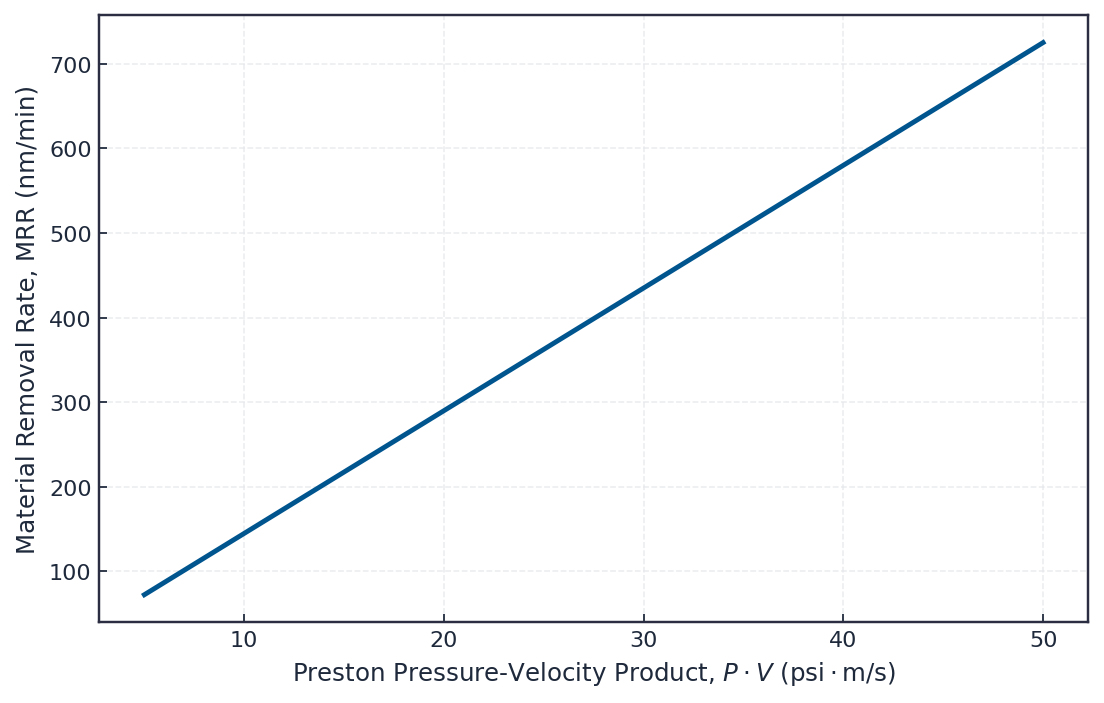 700
600
500
400
300
200
100
Material Removal Rate, MRR (nm/min)
10 20 30 40 50
Preston Pressure-Velocity Product, P · V (psi · m/s)